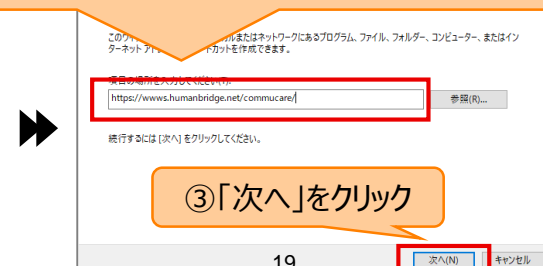 このウィ ルまたはネットワークにあるプログラム、ファイル、フォルダー、コンピューター、またはイン
ターネット アド ートカットを作成できます。
項目の場所を入力してください(T):
https://wwws.humanbridge.net/commucare/
参照(R)...
続行するには [次へ] をクリックしてください。
③「次へ」をクリック
19
次へ(N)
キャンセル